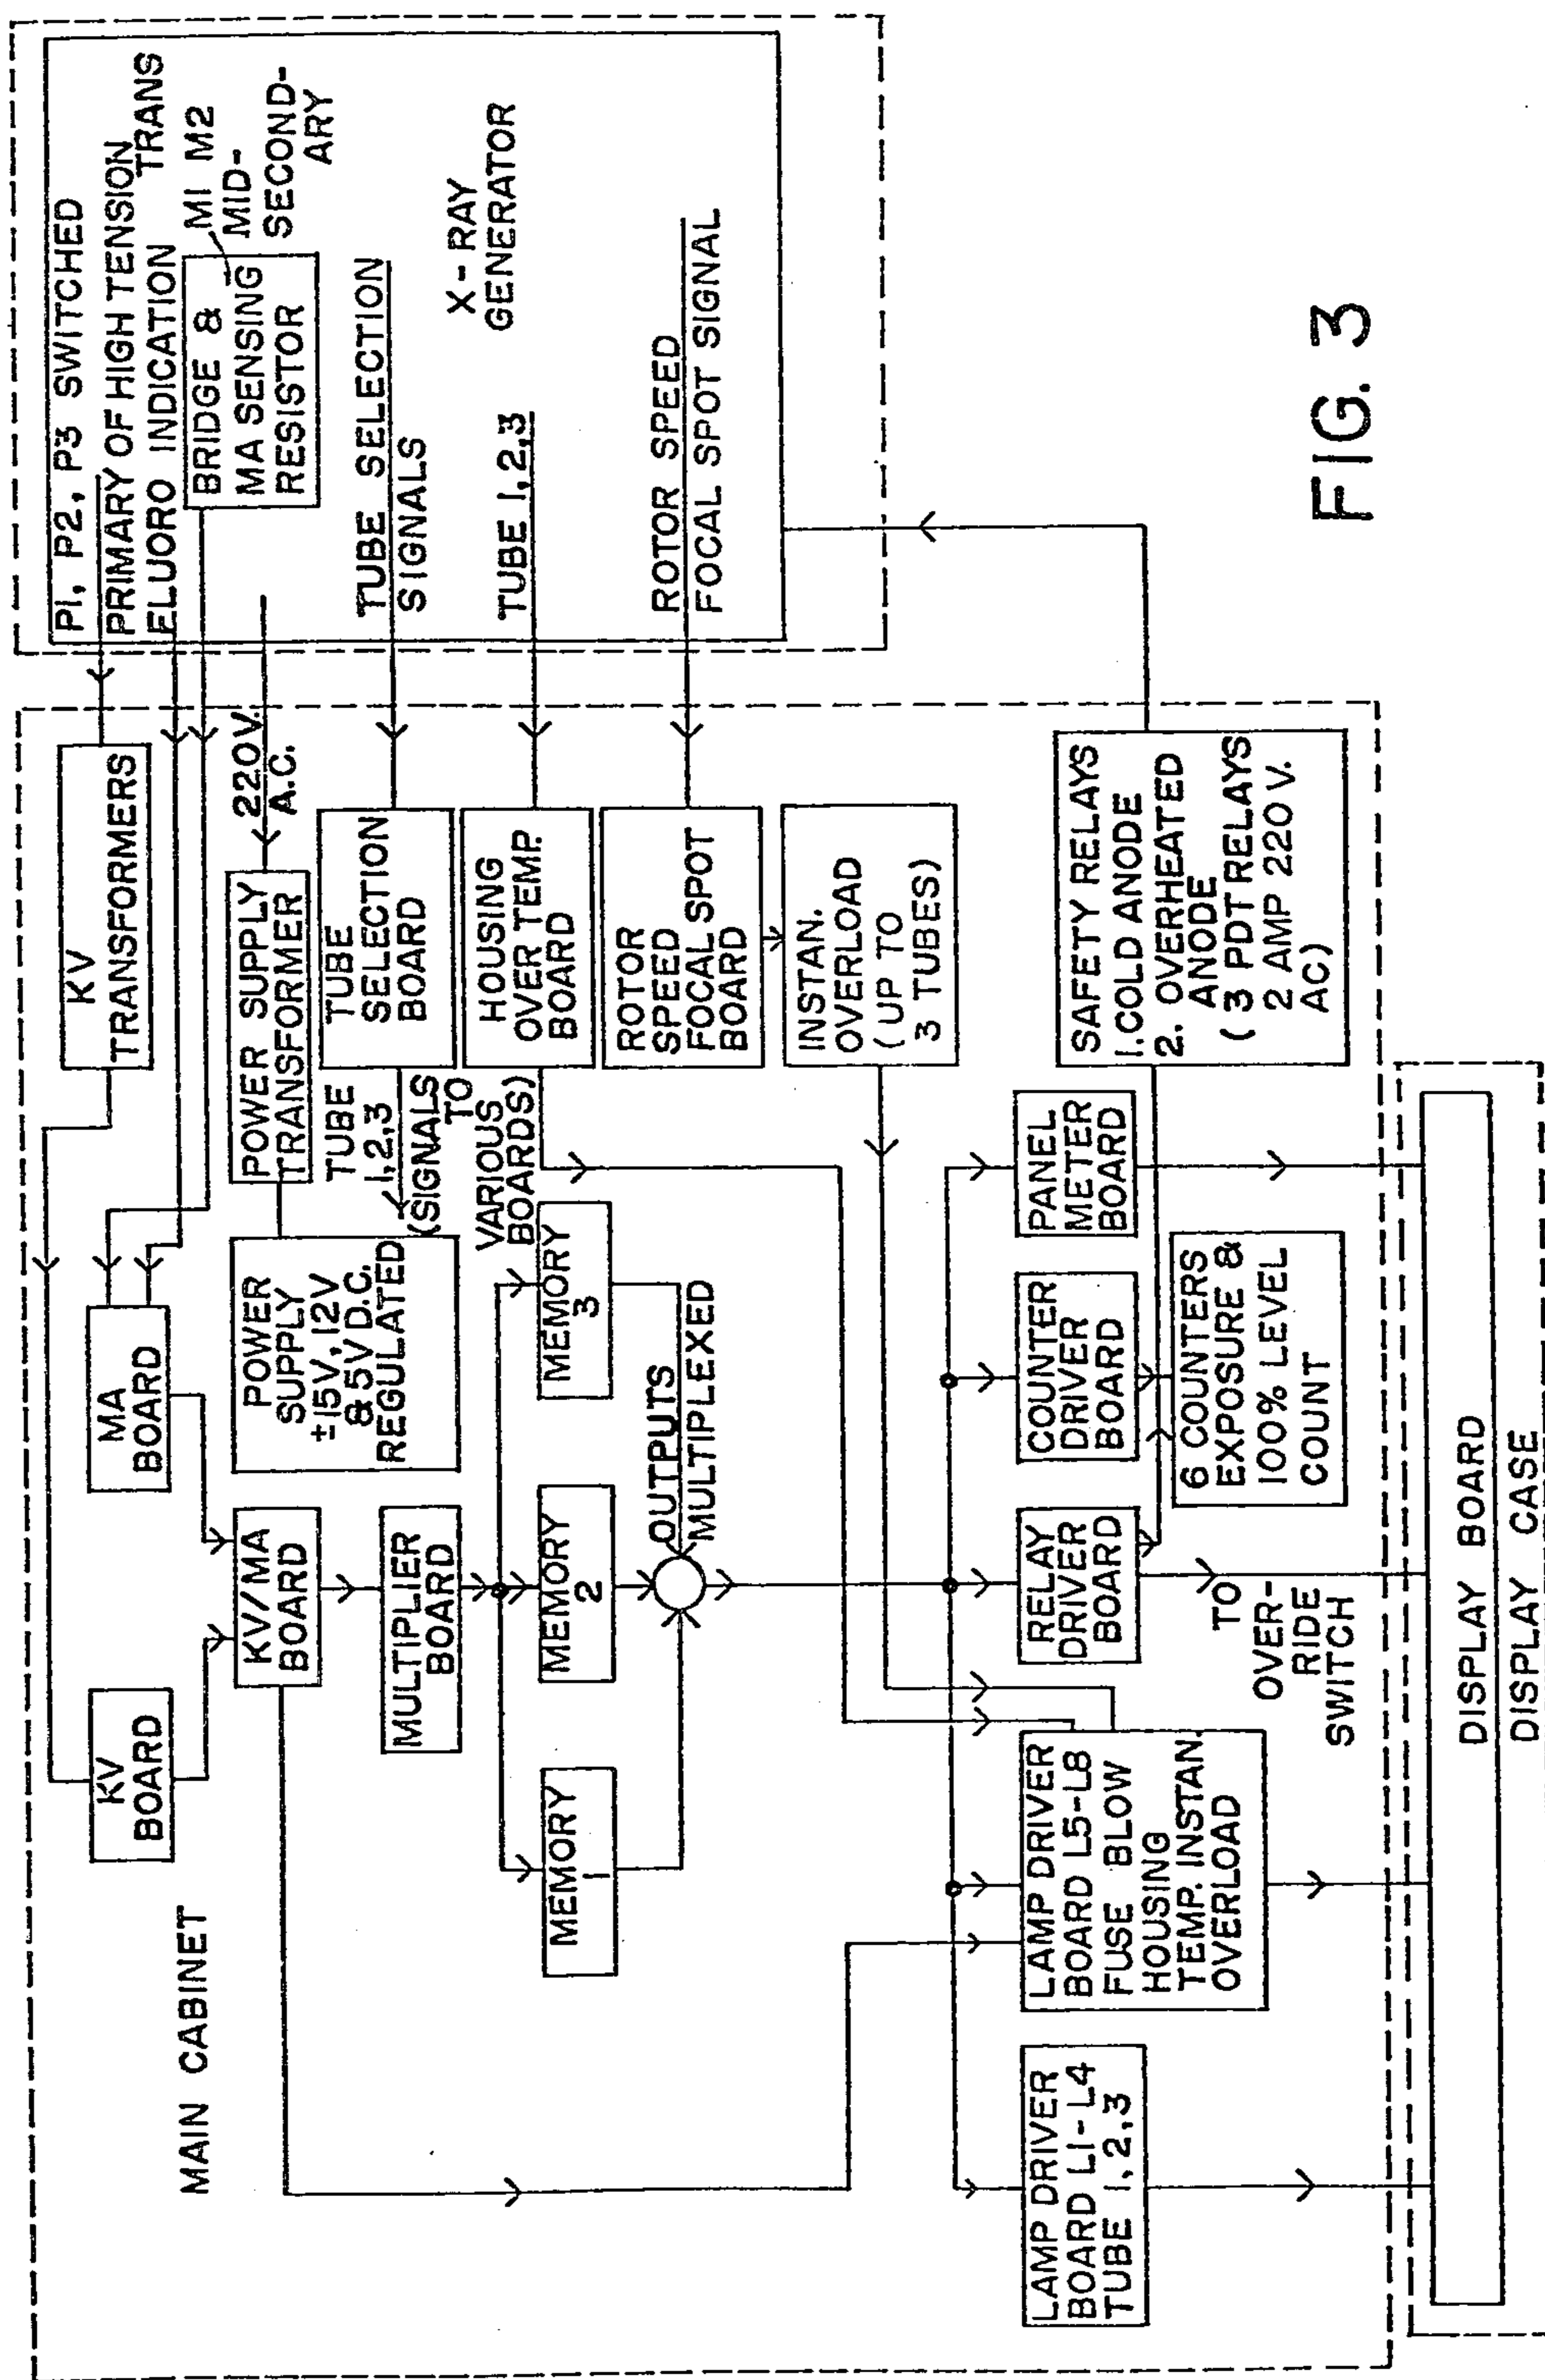 MAIN CABINET
KV
BOARD
MA
BOARD
KV
TRANSFORMERS
P1, P2, P3 SWITCHED
PRIMARY OF HIGH TENSION
TRANS
FLUORO INDICATION
BRIDGE &
MA SENSING
RESISTOR
M1 M2
MID-
SECOND-
ARY
KV/MA
BOARD
POWER
SUPPLY
±15V, 12V
& 5V D.C.
REGULATED
POWER SUPPLY
TRANSFORMER
220V.
A.C.
MULTIPLIER
BOARD
TUBE
1,2,3
(SIGNALS
TO
VARIOUS
BOARDS)
TUBE
SELECTION
BOARD
TUBE SELECTION
SIGNALS
X-RAY
GENERATOR
MEMORY
1
MEMORY
2
MEMORY
3
OUTPUTS
MULTIPLEXED
HOUSING
OVER TEMP.
BOARD
TUBE 1,2,3
ROTOR
SPEED
FOCAL SPOT
BOARD
ROTOR SPEED
FOCAL SPOT SIGNAL
INSTAN.
OVERLOAD
(UP TO
3 TUBES)
LAMP DRIVER
BOARD L1-L4
TUBE 1,2,3
LAMP DRIVER
BOARD L5-L8
FUSE BLOW
HOUSING
TEMP. INSTAN.
OVERLOAD
RELAY
DRIVER
BOARD
COUNTER
DRIVER
BOARD
PANEL
METER
BOARD
SAFETY RELAYS
1. COLD ANODE
2. OVERHEATED
ANODE
(3 PDT RELAYS
2 AMP 220 V.
AC)
TO
OVER-
RIDE
SWITCH
6 COUNTERS
EXPOSURE &
100% LEVEL
COUNT
DISPLAY BOARD
DISPLAY CASE
FIG. 3